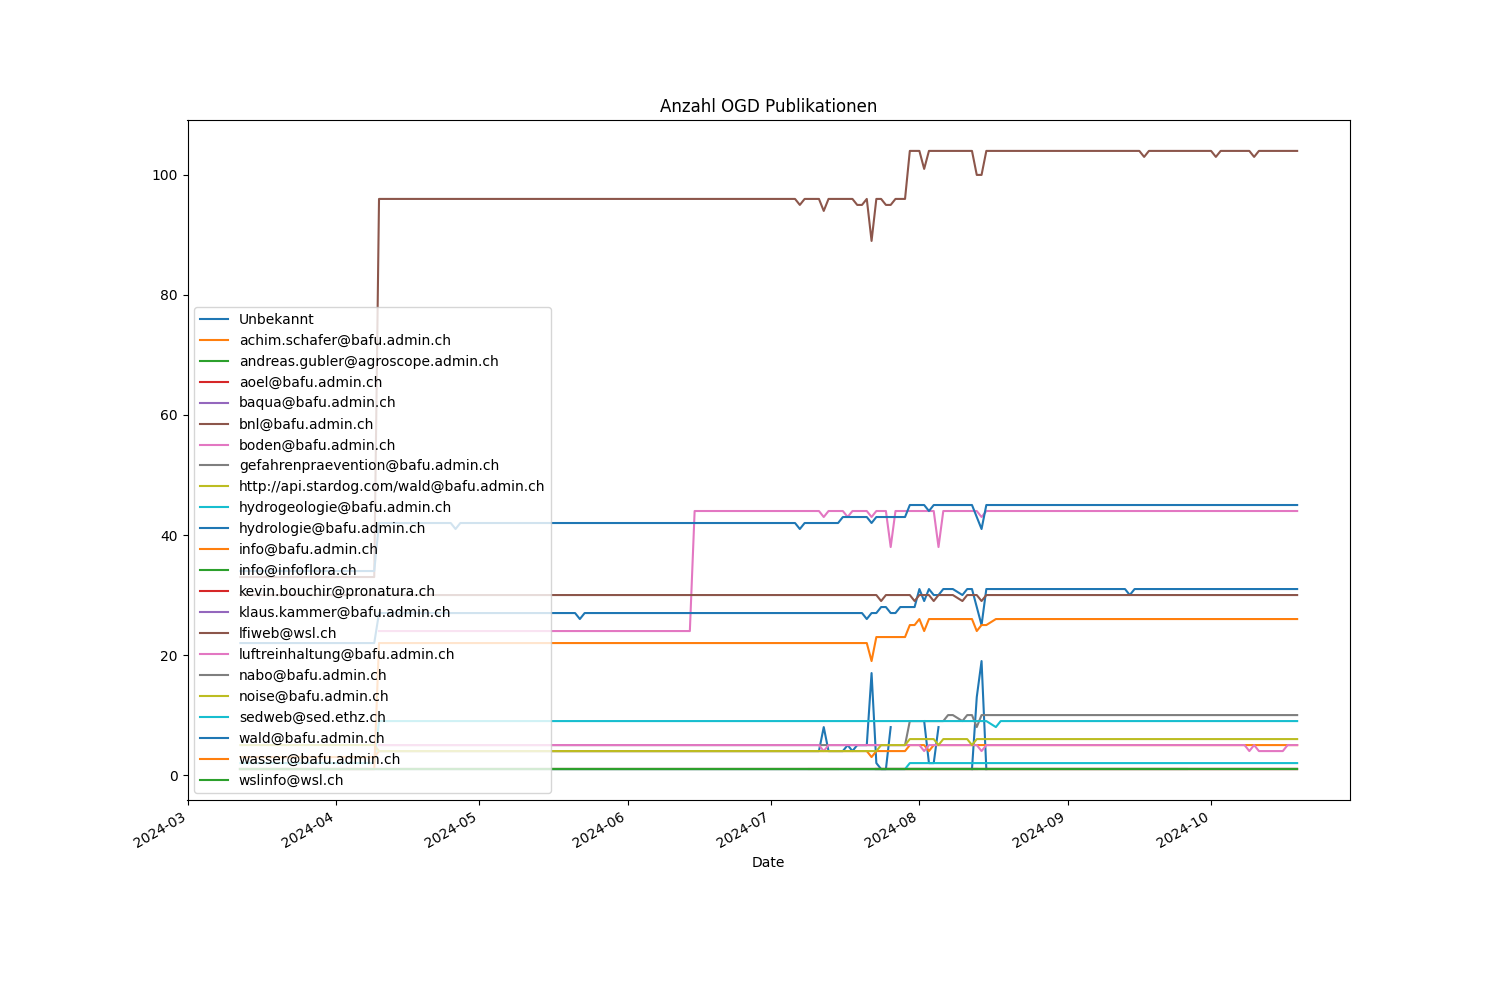 Anzahl OGD Publikationen
100
80
60
40
20
0
Unbekannt
achim.schafer@bafu.admin.ch
andreas.gubler@agroscope.admin.ch
aoel@bafu.admin.ch
baqua@bafu.admin.ch
bnl@bafu.admin.ch
boden@bafu.admin.ch
gefahrenpraevention@bafu.admin.ch
http://api.stardog.com/wald@bafu.admin.ch
hydrogeologie@bafu.admin.ch
hydrologie@bafu.admin.ch
info@bafu.admin.ch
info@infoflora.ch
kevin.bouchir@pronatura.ch
klaus.kammer@bafu.admin.ch
lfiweb@wsl.ch
luftreinhaltung@bafu.admin.ch
nabo@bafu.admin.ch
noise@bafu.admin.ch
sedweb@sed.ethz.ch
wald@bafu.admin.ch
wasser@bafu.admin.ch
wslinfo@wsl.ch
2024-03
2024-04
2024-05
2024-06
2024-07
2024-08
2024-09
2024-10
Date